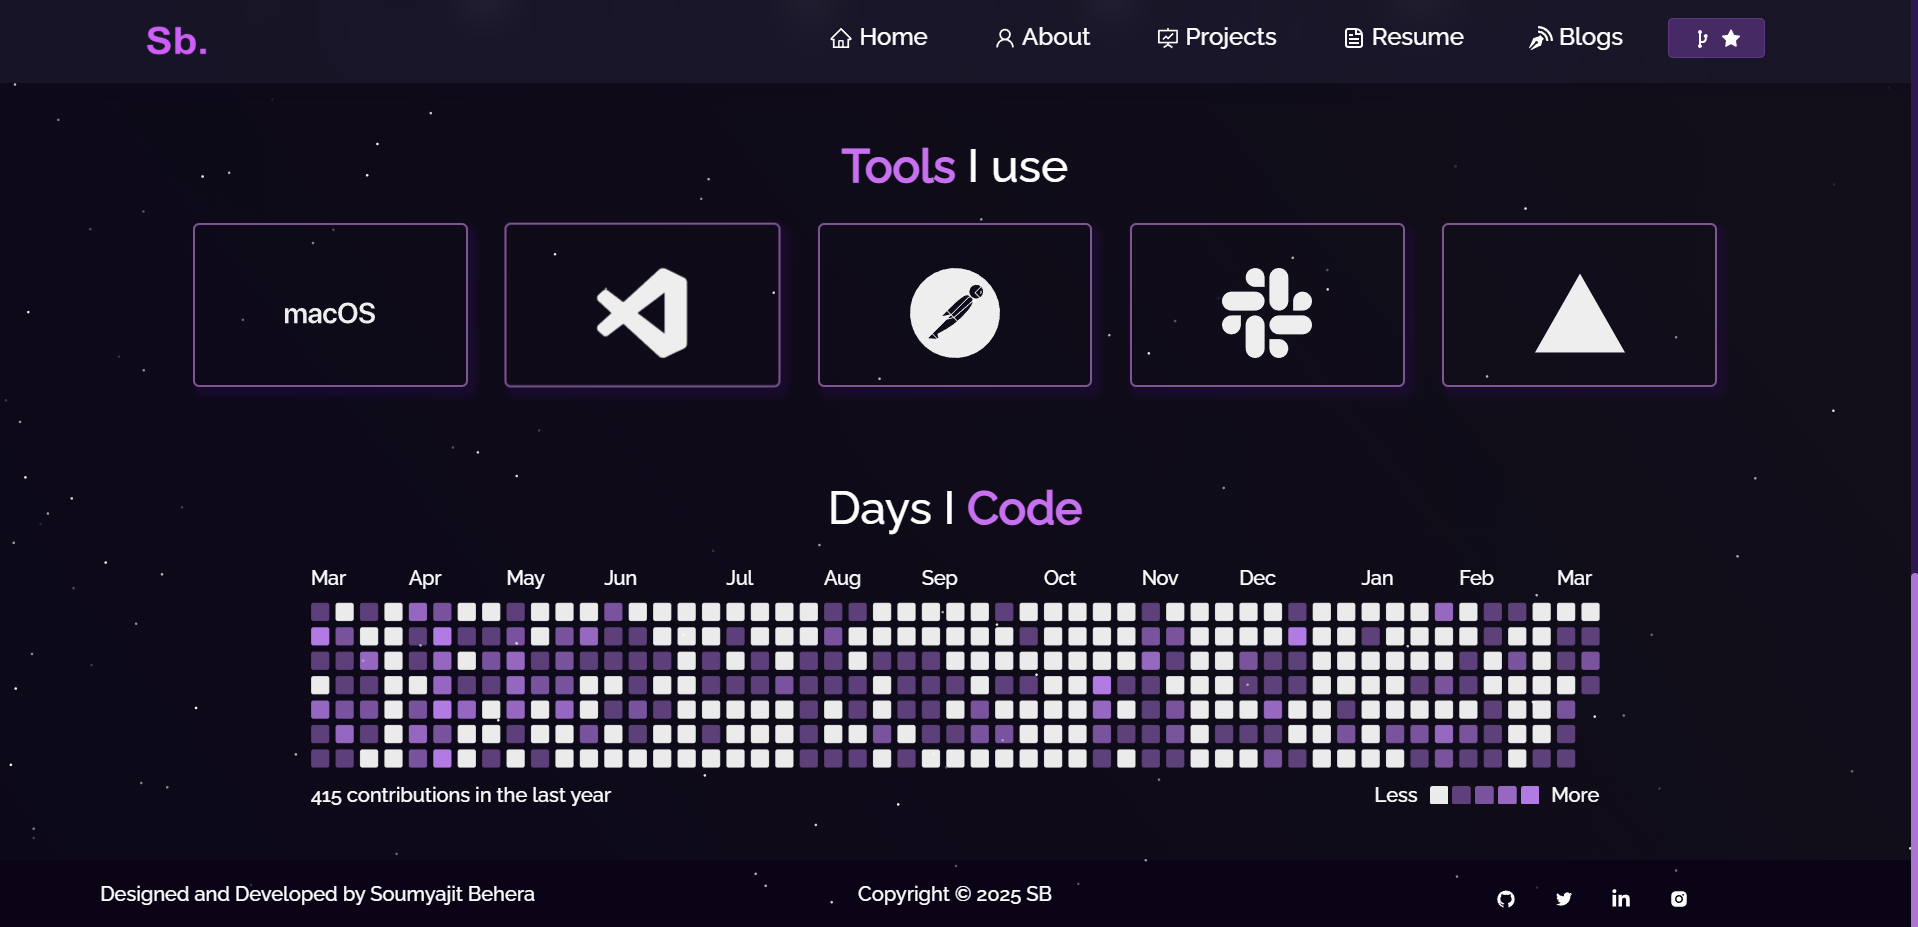 Sb.
Home About Projects Resume Blogs
Tools I use
macOS
Days I Code
Mar Apr May Jun Jul Aug Sep Oct Nov Dec Jan Feb Mar
415 contributions in the last year
Less More
Designed and Developed by Soumyajit Behera
Copyright © 2025 SB
in